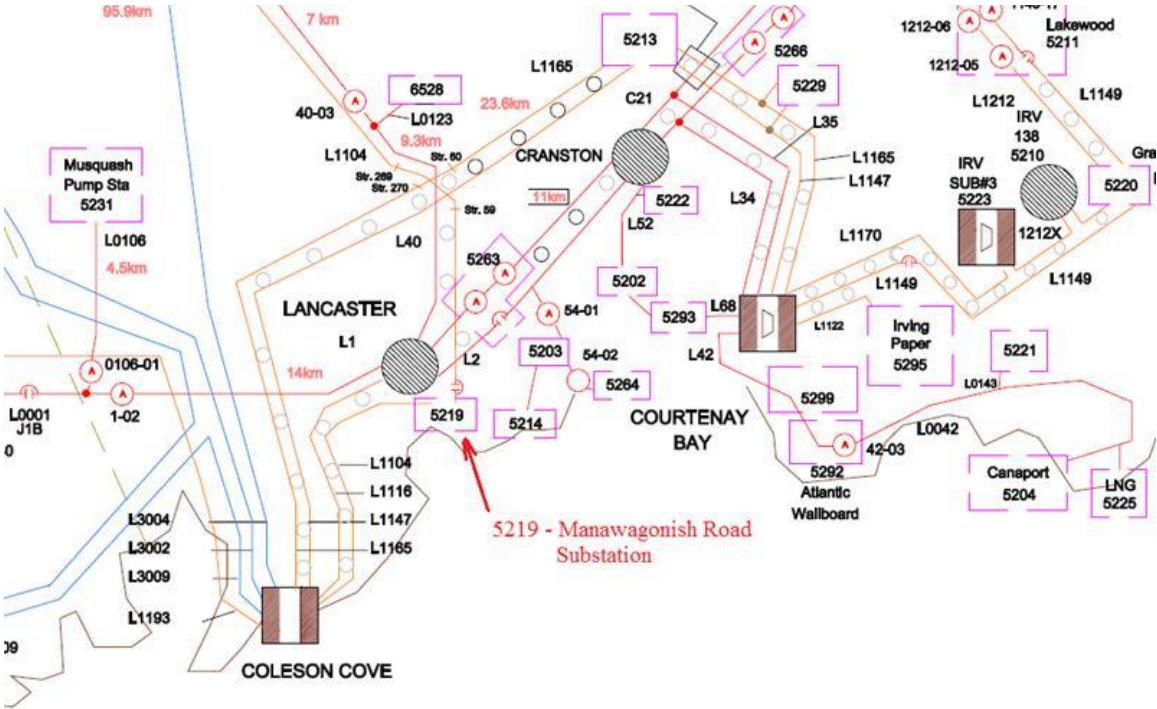 95.9km
7 km
5213
5266
1212-06
Lakewood
5211
1212-05
6528
L1165
5229
L1149
40-03
L0123
23.6km
C21
L1212
L35
IRV
138
5210
9.3km
Str. 60
CRANSTON
L1104
Str. 269
Str. 270
L1165
L1147
IRV
SUB#3
5223
5220
Musquash
Pump Sta
5231
11km
5222
L34
Str. 59
L52
1212X
L0106
L40
L1170
4.5km
5263
5202
L1149
L1149
LANCASTER
54-01
5293
L68
L1122
L1
L2
5203
54-02
L42
Irving
Paper
5295
5221
0106-01
14km
5264
L0143
1-02
L0001
J1B
5219
5214
COURTENAY
BAY
5299
42-03
L0042
5292
Atlantic
Wallboard
Canaport
5204
LNG
5225
L1104
L1116
L1147
L1165
L3004
L3002
L3009
L1193
5219 - Manawagonish Road
Substation
COLESON COVE
A
A
A
A
A
A
A
A
A
A
A
A